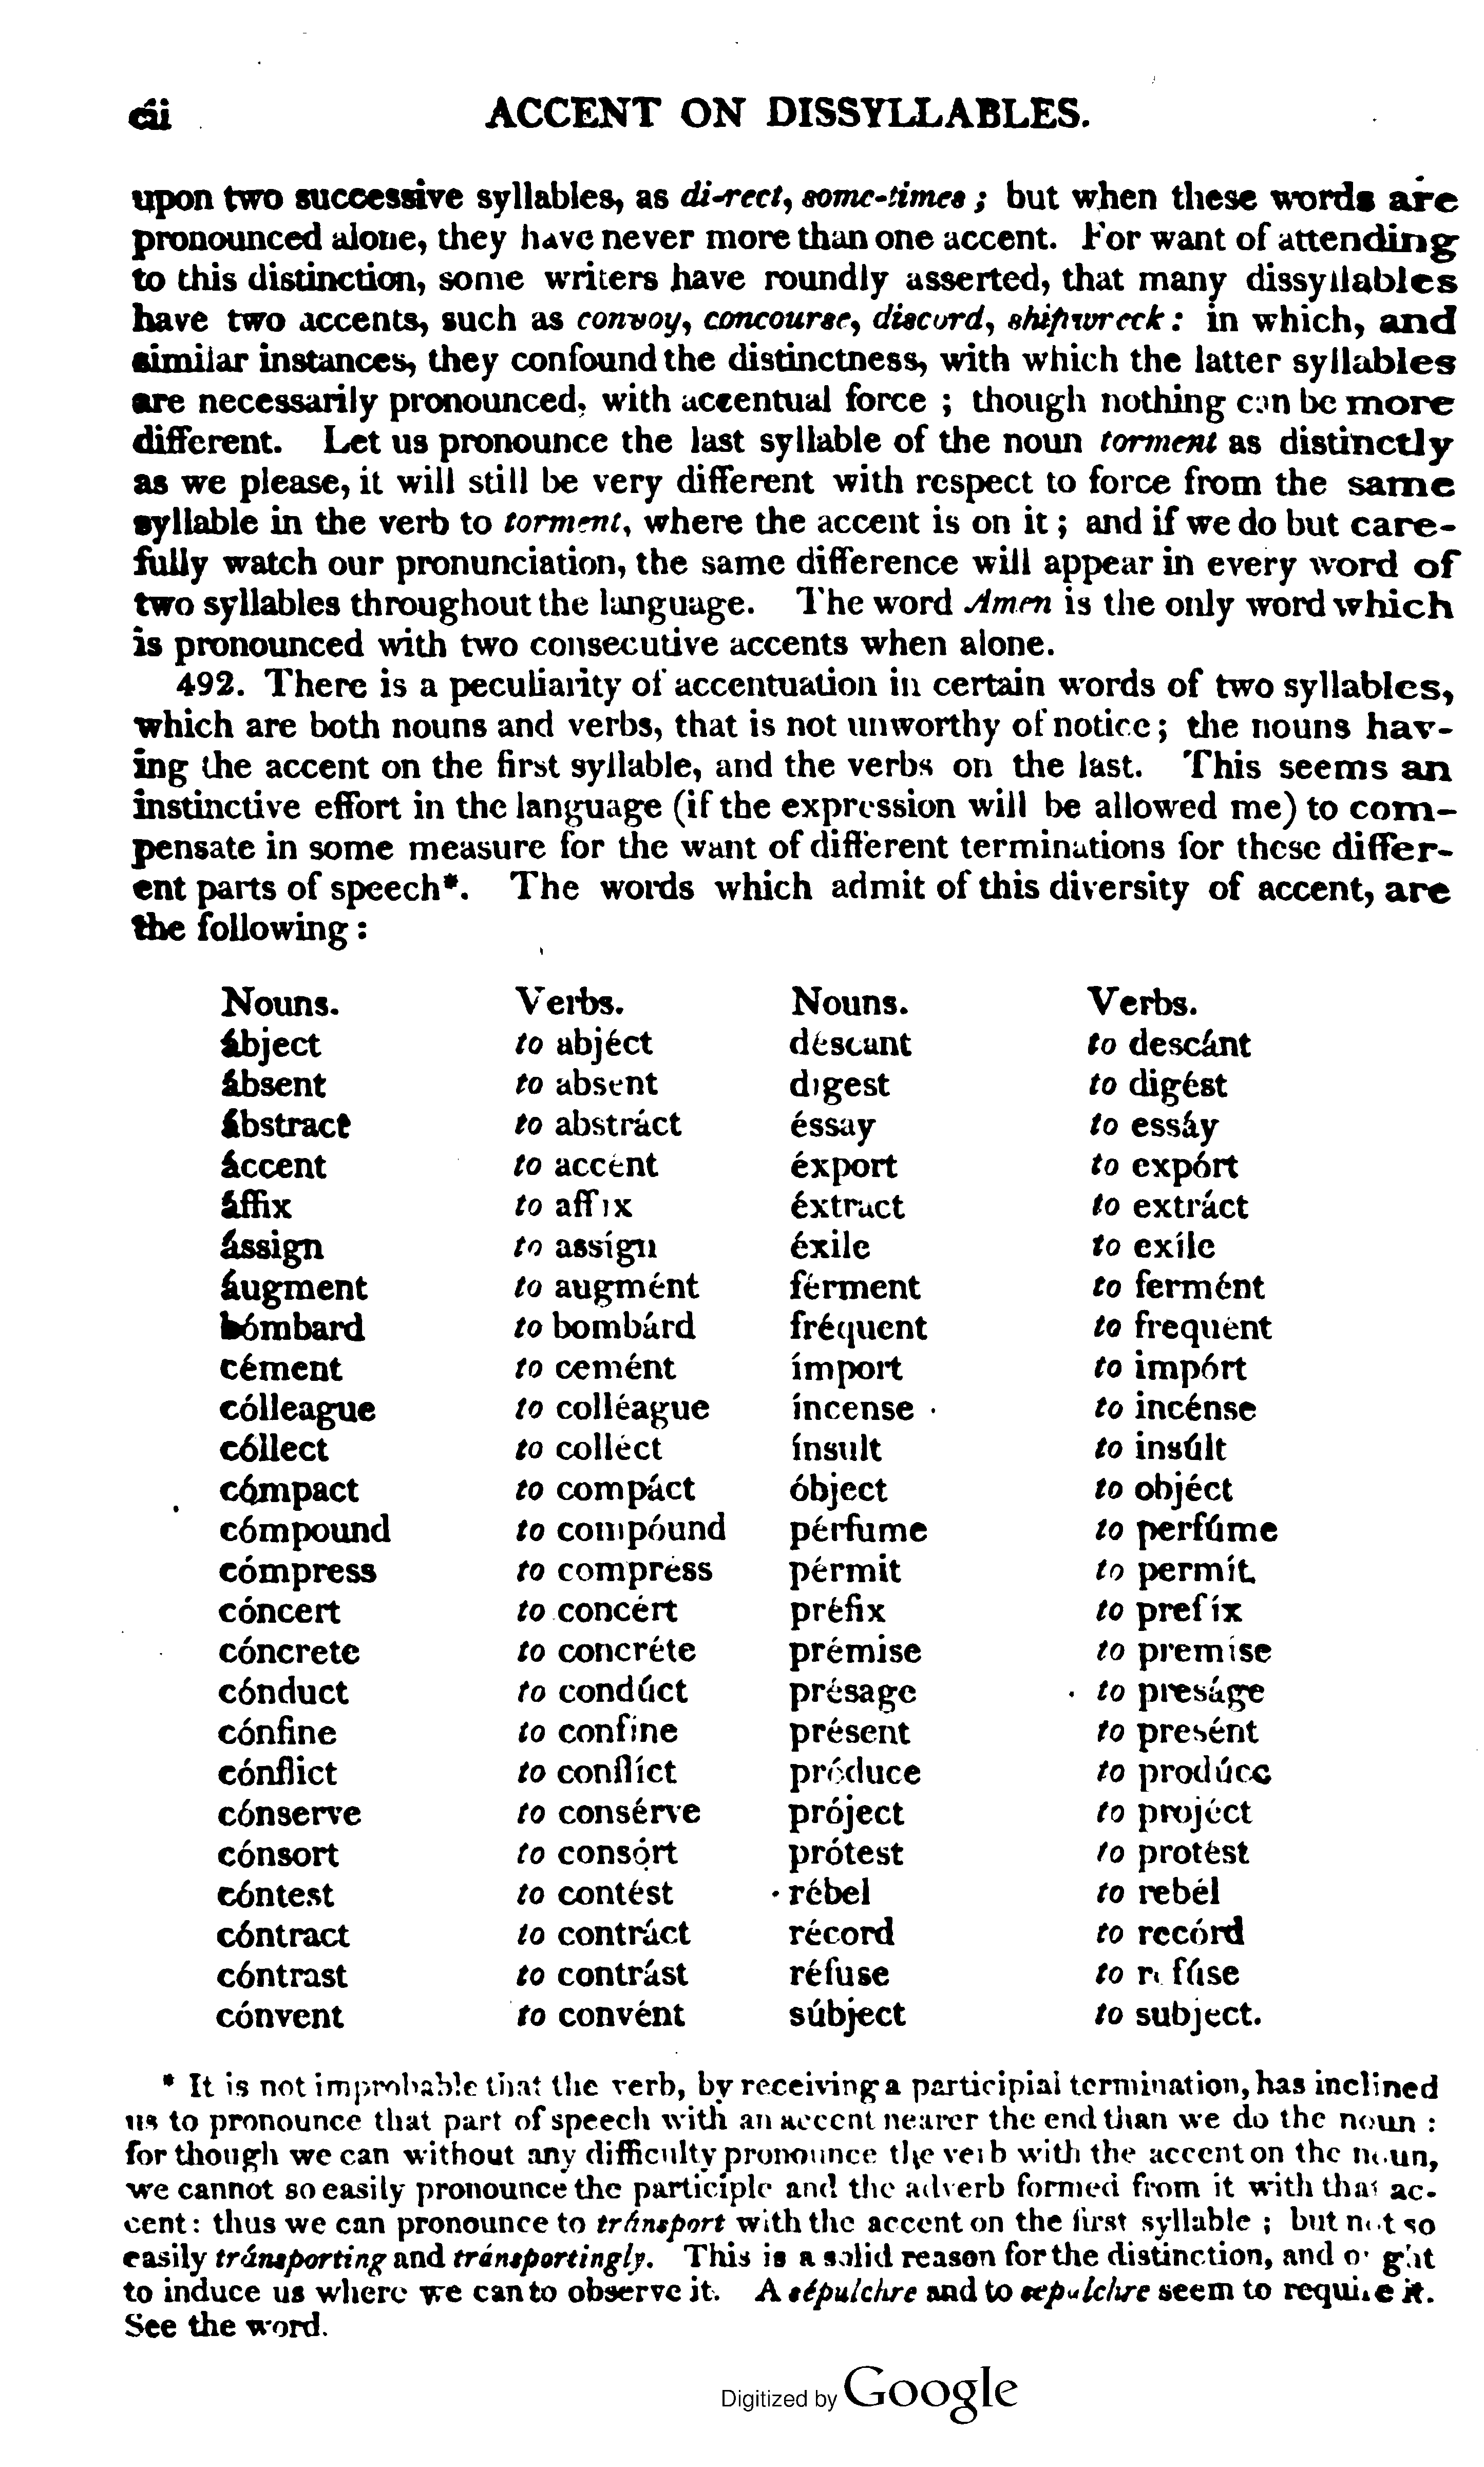 cii ACCENT ON DISSYLLABLES.
upon two successive syllables, as di-rect, some-times; but when these words are
pronounced alone, they have never more than one accent. For want of attending
to this distinction, some writers have roundly asserted, that many dissyllables
have two accents, such as convoy, concourse, discord, shipwreck: in which, and
similar instances, they confound the distinctness, with which the latter syllables
are necessarily pronounced, with accentual force; though nothing can be more
different. Let us pronounce the last syllable of the noun torment as distinctly
as we please, it will still be very different with respect to force from the same
syllable in the verb to torment, where the accent is on it; and if we do but care-
fully watch our pronunciation, the same difference will appear in every word of
two syllables throughout the language. The word Amen is the only word which
is pronounced with two consecutive accents when alone.
492. There is a peculiarity of accentuation in certain words of two syllables,
which are both nouns and verbs, that is not unworthy of notice; the nouns hav-
ing the accent on the first syllable, and the verbs on the last. This seems an
instinctive effort in the language (if the expression will be allowed me) to com-
pensate in some measure for the want of different terminations for these differ-
ent parts of speech*. The words which admit of this diversity of accent, are
the following:
Nouns. Verbs. Nouns. Verbs.
ábject to abjéct déscant to descánt
ábsent to absent dígest to digést
ábstract to abstráct éssay to essáy
áccent to accént éxport to expórt
áffix to affix éxtract to extráct
ássign to assígn éxile to exíle
áugment to augmént férment to fermént
bómbard to bombárd fréquent to frequént
cément to cemént ímport to impórt
cólleague to colléague íncense to incénse
cóllect to colléct ínsult to insúlt
cómpact to compáct óbject to objéct
cómpound to compóund pérfume to perfúme
cómpress to compréss pérmit to permít
cóncert to concért préfix to prefíx
cóncrete to concréte prémise to premise
cónduct to condúct présage to preságe
cónfine to confíne présent to presént
cónflict to conflíct próduce to prodúce
cónserve to consérve próject to projéct
cónsort to consórt prótest to protést
cóntest to contést rébel to rebél
cóntract to contráct récord to recórd
cóntrast to contrást réfuse to refúse
cónvent to convént súbject to subject.
* It is not improbable that the verb, by receiving a participial termination, has inclined
us to pronounce that part of speech with an accent nearer the end than we do the noun:
for though we can without any difficulty pronounce the verb with the accent on the noun,
we cannot so easily pronounce the participle and the adverb formed from it with that ac-
cent: thus we can pronounce to tránsport with the accent on the first syllable; but not so
easily tránsporting and tránsportingly. This is a solid reason for the distinction, and ought
to induce us where we can to observe it. A sépulchre and to sepulchre seem to require it.
See the word.
Digitized by Google